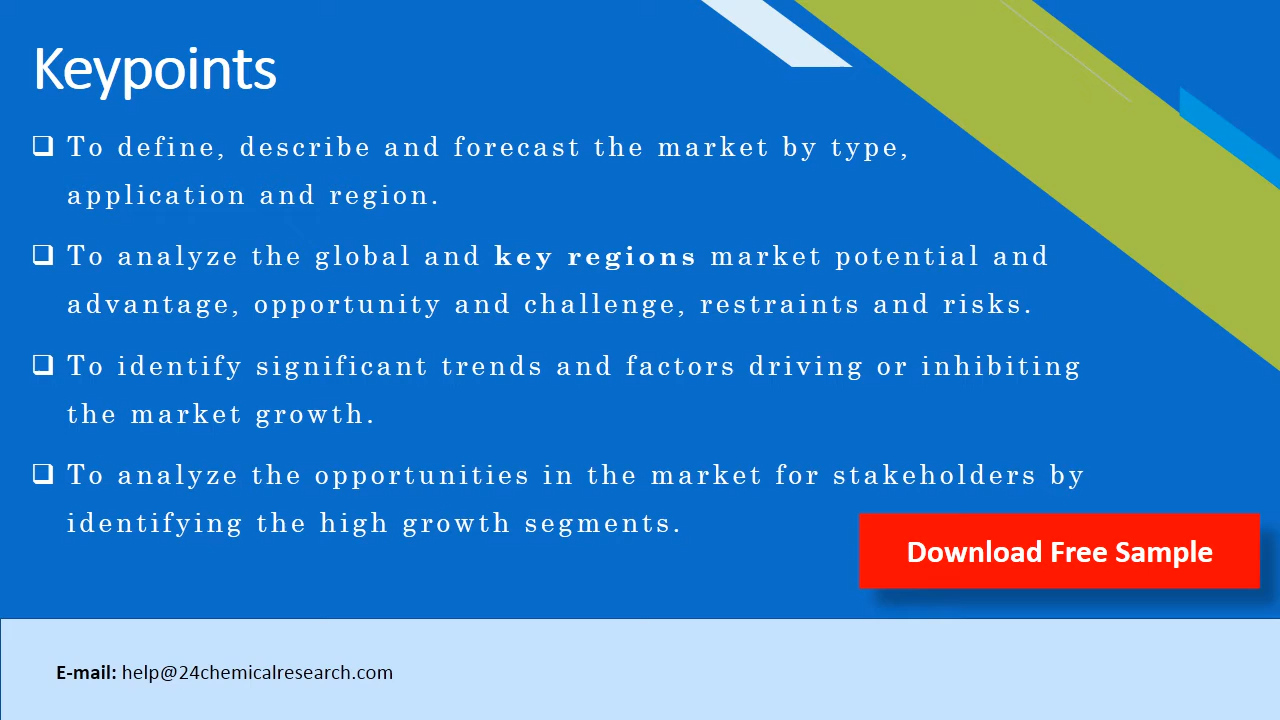 Keypoints
❑ To define, describe and forecast the market by type,
application and region.
❑ To analyze the global and key regions market potential and
advantage, opportunity and challenge, restraints and risks.
❑ To identify significant trends and factors driving or inhibiting
the market growth.
❑ To analyze the opportunities in the market for stakeholders by
identifying the high growth segments.
Download Free Sample
E-mail: help@24chemicalresearch.com